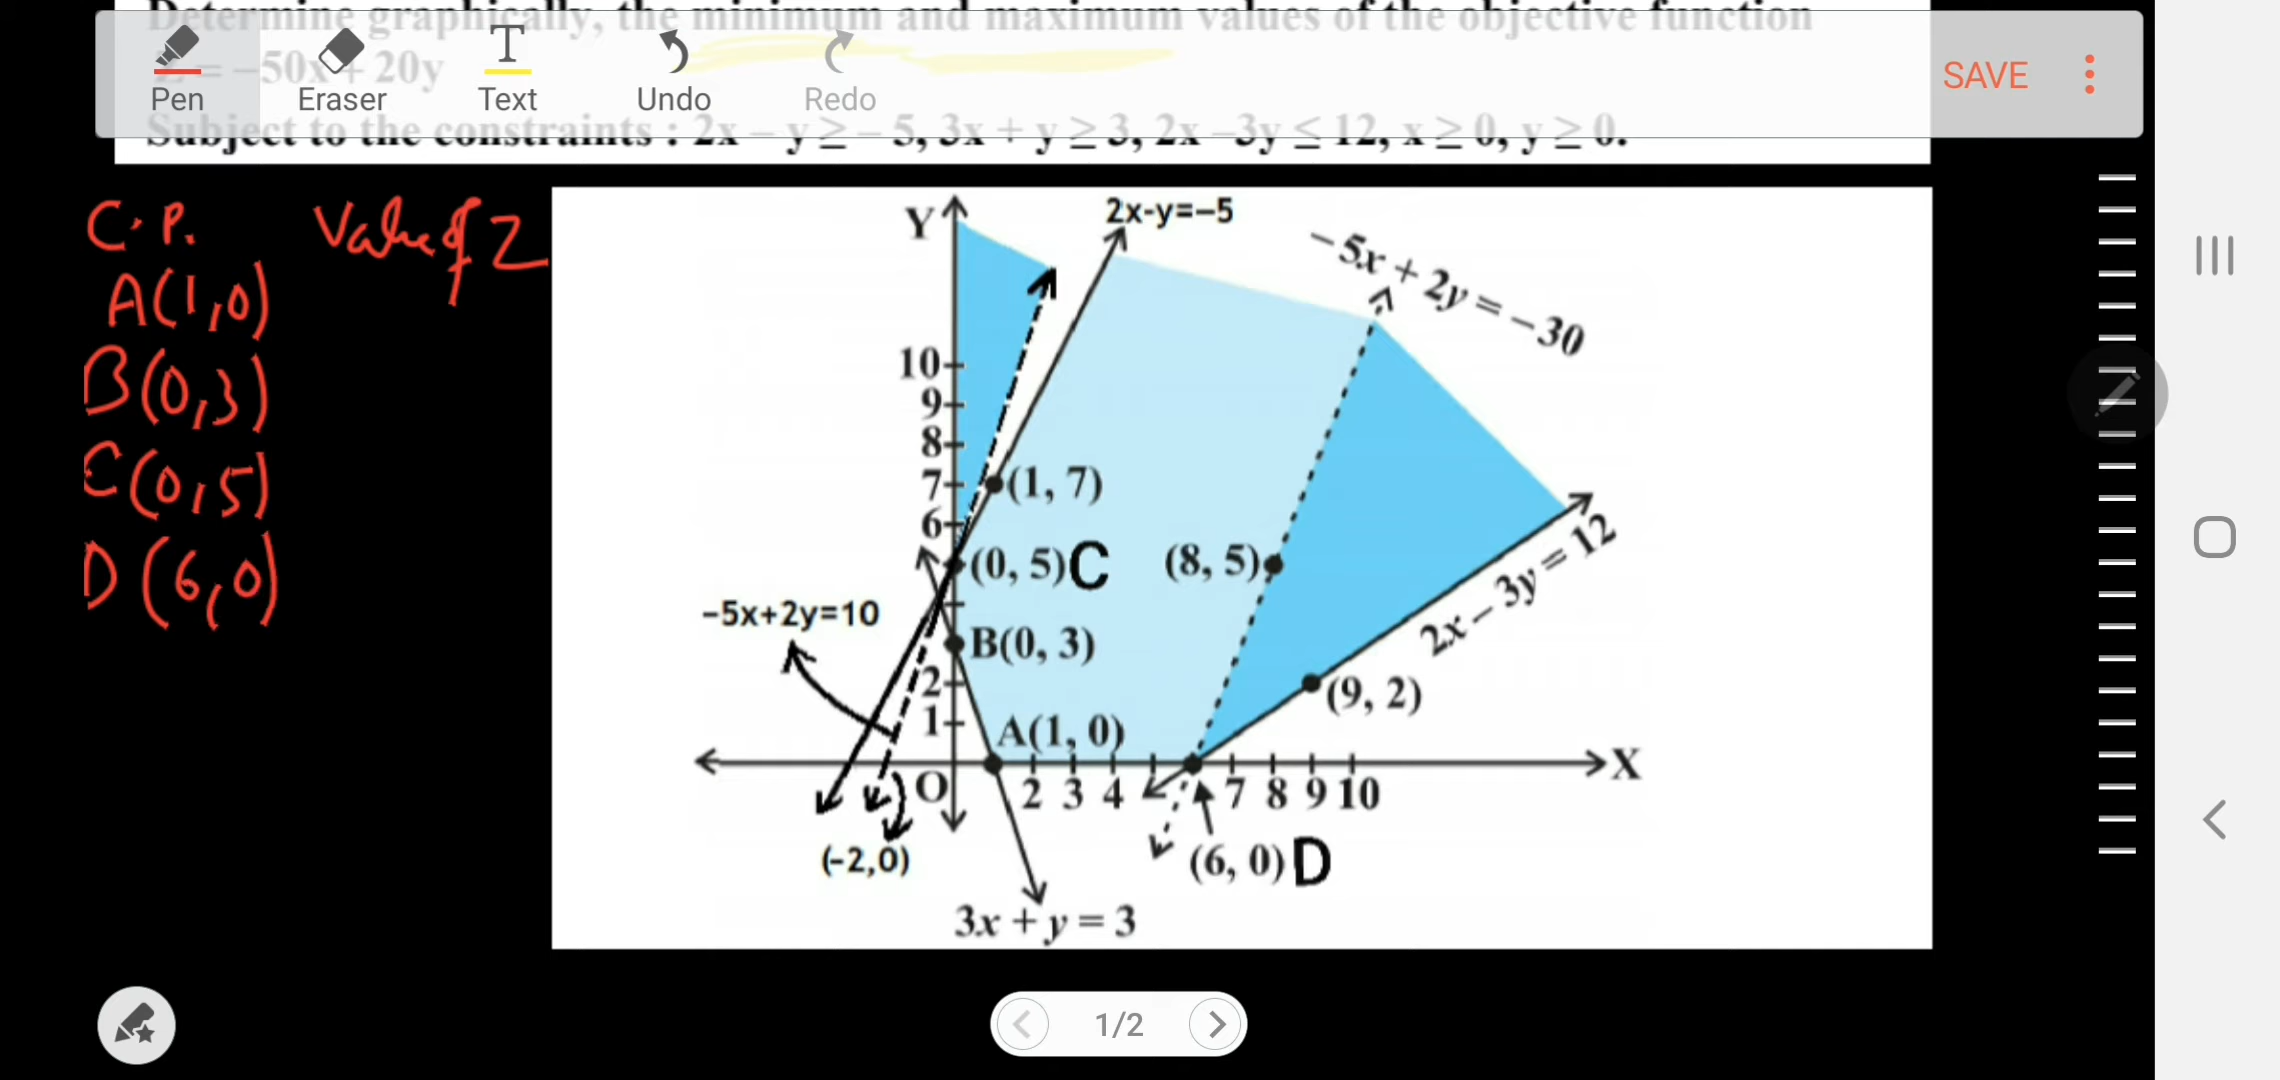 Determine graphically, the minimum and maximum values of the objective function
Z = −50x + 20y
Pen Eraser Text Undo Redo SAVE
Subject to the constraints : 2x – y ≥ – 5, 3x + y ≥ 3, 2x –3y ≤ 12, x ≥ 0, y ≥ 0.
C.P. Value of Z
A(1,0)
B(0,3)
C(0,5)
D(6,0)
Y
2x-y=−5
−5x + 2y = −30
10
9
8
7 (1, 7)
6
(0, 5) C (8, 5)
−5x+2y=10
2x – 3y = 12
B(0, 3)
2
(9, 2)
1 A(1, 0)
X
O 2 3 4 7 8 9 10
(−2,0) (6, 0) D
3x + y = 3
1/2